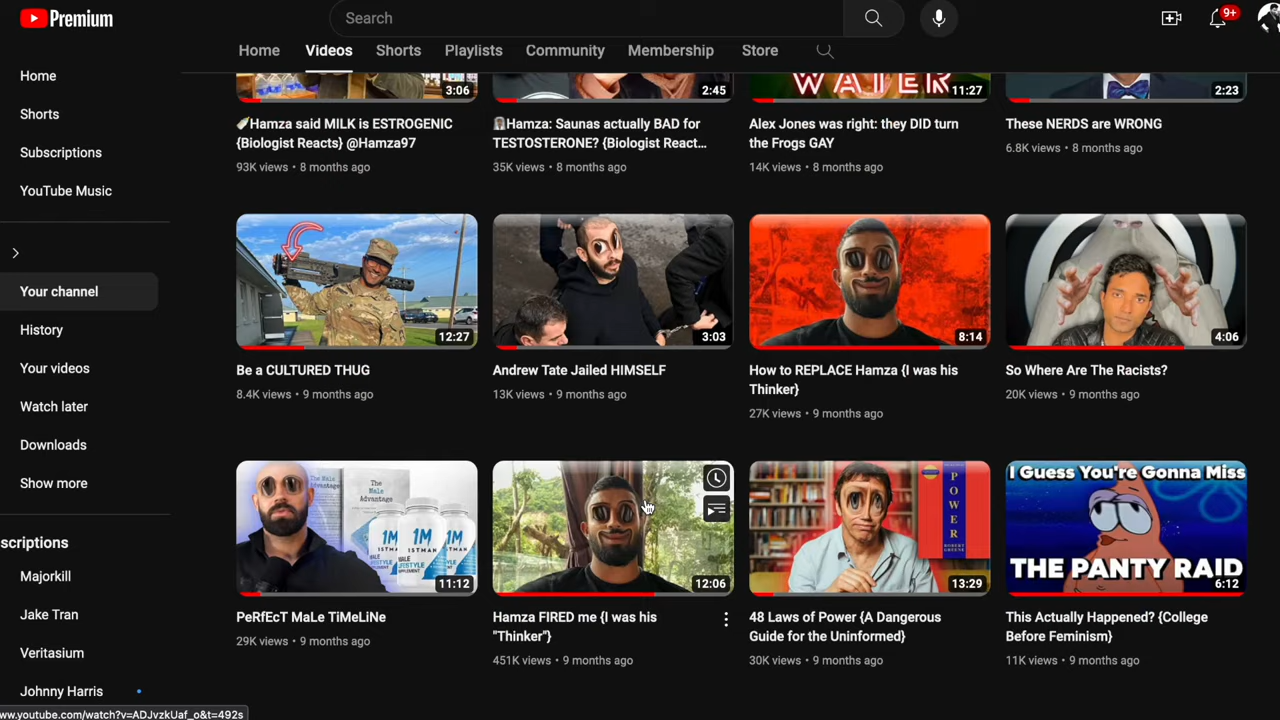 Premium
Search
9+
Home
Videos
Shorts
Playlists
Community
Membership
Store
Home
Shorts
Subscriptions
YouTube Music
Your channel
History
Your videos
Watch later
Downloads
Show more
scriptions
Majorkill
Jake Tran
Veritasium
Johnny Harris
3:06
2:45
WATER
11:27
2:23
🍼Hamza said MILK is ESTROGENIC
{Biologist Reacts} @Hamza97
93K views • 8 months ago
Hamza: Saunas actually BAD for
TESTOSTERONE? {Biologist React...
35K views • 8 months ago
Alex Jones was right: they DID turn
the Frogs GAY
14K views • 8 months ago
These NERDS are WRONG
6.8K views • 8 months ago
12:27
Be a CULTURED THUG
8.4K views • 9 months ago
3:03
Andrew Tate Jailed HIMSELF
13K views • 9 months ago
8:14
How to REPLACE Hamza {I was his
Thinker}
27K views • 9 months ago
4:06
So Where Are The Racists?
20K views • 9 months ago
The Male
Advantage
1M
1M
1M
11:12
PeRfEcT MaLe TiMeLiNe
29K views • 9 months ago
12:06
Hamza FIRED me {I was his
"Thinker"}
451K views • 9 months ago
POWER
ROBERT
GREENE
13:29
48 Laws of Power {A Dangerous
Guide for the Uninformed}
30K views • 9 months ago
I Guess You're Gonna Miss
THE PANTY RAID
6:12
This Actually Happened? {College
Before Feminism}
11K views • 9 months ago
ww.youtube.com/watch?v=ADJvzkUaf_o&t=492s